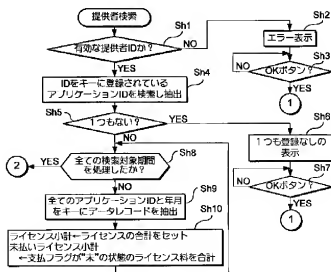 提供者検索
Sh1
有効な提供者IDか？
NO
YES
Sh2
エラー表示
Sh3
OKボタン？
NO
YES
1
IDをキーに登録されている
アプリケーションIDを検索し抽出
Sh4
Sh5
1つもない？
YES
NO
Sh6
1つも登録なしの
表示
Sh7
OKボタン？
NO
YES
1
Sh8
全ての検索対象期間
を処理したか？
YES
2
NO
Sh9
全てのアプリケーションIDと年月
をキーにデータレコードを抽出
Sh10
ライセンス小計←ライセンスの合計をセット
未払いライセンス小計
←支払フラグが"未"の状態のライセンス料を合計